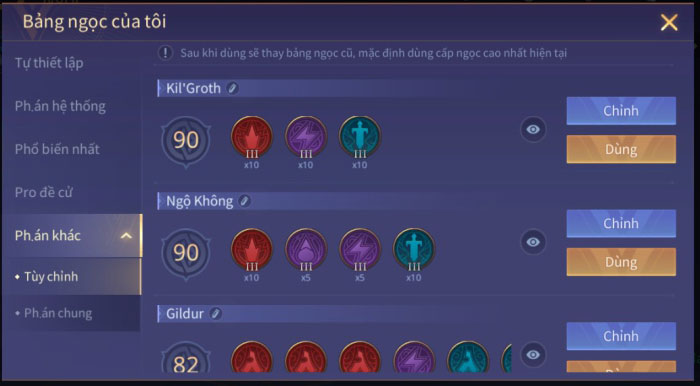 Bảng ngọc của tôi
Sau khi dùng sẽ thay bảng ngọc cũ, mặc định dùng cấp ngọc cao nhất hiện tại
Tự thiết lập
Ph.án hệ thống
Phổ biến nhất
Pro đề cử
Ph.án khác
• Tùy chỉnh
• Ph.án chung
Kil'Groth
90
III III III
x10 x10 x10
Chỉnh
Dùng
Ngộ Không
90
III III III III
x10 x5 x5 x10
Chỉnh
Dùng
Gildur
82
Chỉnh
Dùng